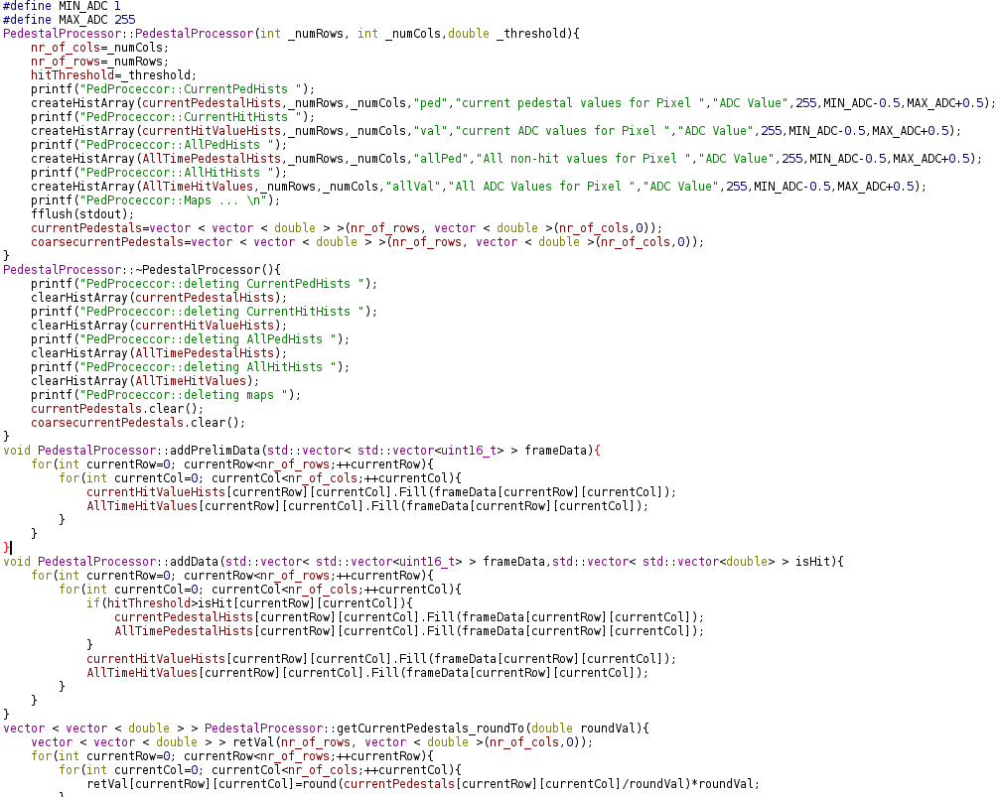 #define MIN_ADC 1
#define MAX_ADC 255
PedestalProcessor::PedestalProcessor(int _numRows, int _numCols,double _threshold){
    nr_of_cols=_numCols;
    nr_of_rows=_numRows;
    hitThreshold=_threshold;
    printf("PedProceccor::CurrentPedHists ");
    createHistArray(currentPedestalHists,_numRows,_numCols,"ped","current pedestal values for Pixel ","ADC Value",255,MIN_ADC-0.5,MAX_ADC+0.5);
    printf("PedProceccor::CurrentHitHists ");
    createHistArray(currentHitValueHists,_numRows,_numCols,"val","current ADC values for Pixel ","ADC Value",255,MIN_ADC-0.5,MAX_ADC+0.5);
    printf("PedProceccor::AllPedHists ");
    createHistArray(AllTimePedestalHists,_numRows,_numCols,"allPed","All non-hit values for Pixel ","ADC Value",255,MIN_ADC-0.5,MAX_ADC+0.5);
    printf("PedProceccor::AllHitHists ");
    createHistArray(AllTimeHitValues,_numRows,_numCols,"allVal","All ADC Values for Pixel ","ADC Value",255,MIN_ADC-0.5,MAX_ADC+0.5);
    printf("PedProceccor::Maps ... \n");
    fflush(stdout);
    currentPedestals=vector < vector < double > >(nr_of_rows, vector < double >(nr_of_cols,0));
    coarsecurrentPedestals=vector < vector < double > >(nr_of_rows, vector < double >(nr_of_cols,0));
}
PedestalProcessor::~PedestalProcessor(){
    printf("PedProceccor::deleting CurrentPedHists ");
    clearHistArray(currentPedestalHists);
    printf("PedProceccor::deleting CurrentHitHists ");
    clearHistArray(currentHitValueHists);
    printf("PedProceccor::deleting AllPedHists ");
    clearHistArray(AllTimePedestalHists);
    printf("PedProceccor::deleting AllHitHists ");
    clearHistArray(AllTimeHitValues);
    printf("PedProceccor::deleting maps ");
    currentPedestals.clear();
    coarsecurrentPedestals.clear();
}
void PedestalProcessor::addPrelimData(std::vector< std::vector<uint16_t> > frameData){
    for(int currentRow=0; currentRow<nr_of_rows;++currentRow){
        for(int currentCol=0; currentCol<nr_of_cols;++currentCol){
            currentHitValueHists[currentRow][currentCol].Fill(frameData[currentRow][currentCol]);
            AllTimeHitValues[currentRow][currentCol].Fill(frameData[currentRow][currentCol]);
        }
    }
}
void PedestalProcessor::addData(std::vector< std::vector<uint16_t> > frameData,std::vector< std::vector<double> > isHit){
    for(int currentRow=0; currentRow<nr_of_rows;++currentRow){
        for(int currentCol=0; currentCol<nr_of_cols;++currentCol){
            if(hitThreshold>isHit[currentRow][currentCol]){
                currentPedestalHists[currentRow][currentCol].Fill(frameData[currentRow][currentCol]);
                AllTimePedestalHists[currentRow][currentCol].Fill(frameData[currentRow][currentCol]);
            }
            currentHitValueHists[currentRow][currentCol].Fill(frameData[currentRow][currentCol]);
            AllTimeHitValues[currentRow][currentCol].Fill(frameData[currentRow][currentCol]);
        }
    }
}
vector < vector < double > > PedestalProcessor::getCurrentPedestals_roundTo(double roundVal){
    vector < vector < double > > retVal(nr_of_rows, vector < double >(nr_of_cols,0));
    for(int currentRow=0; currentRow<nr_of_rows;++currentRow){
        for(int currentCol=0; currentCol<nr_of_cols;++currentCol){
            retVal[currentRow][currentCol]=round(currentPedestals[currentRow][currentCol]/roundVal)*roundVal;
        }